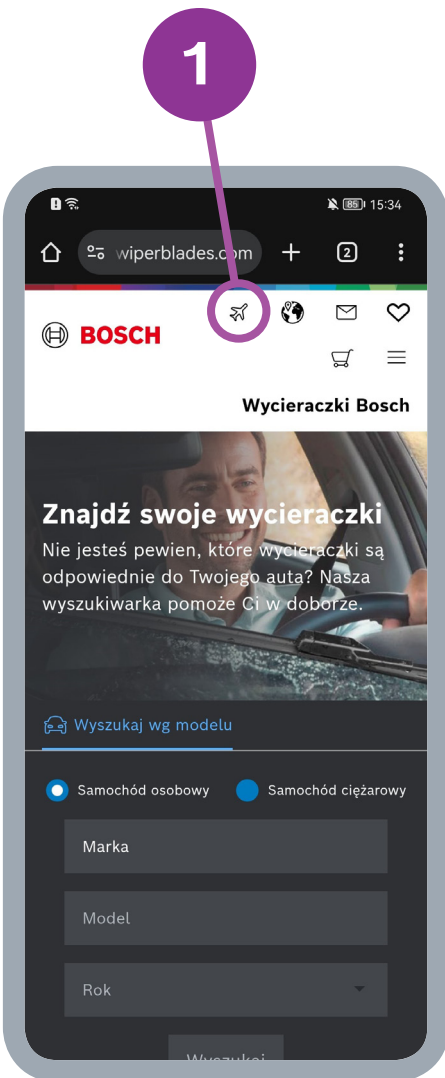 1
85 15:34
wiperblades.com
2
BOSCH
Wycieraczki Bosch
Znajdź swoje wycieraczki
Nie jesteś pewien, które wycieraczki są
odpowiednie do Twojego auta? Nasza
wyszukiwarka pomoże Ci w doborze.
Wyszukaj wg modelu
Samochód osobowy Samochód ciężarowy
Marka
Model
Rok
Wyszukaj